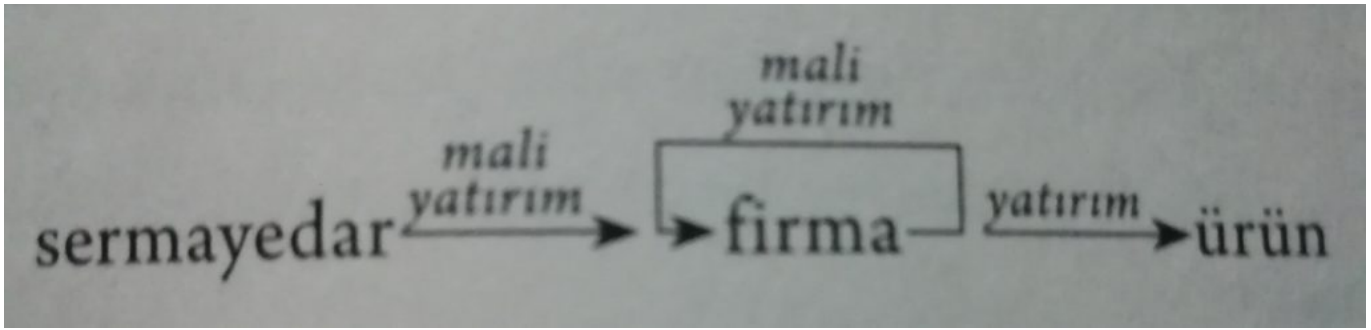 mali
yatırım
mali
yatırım
sermayedar
firma
yatırım
ürün